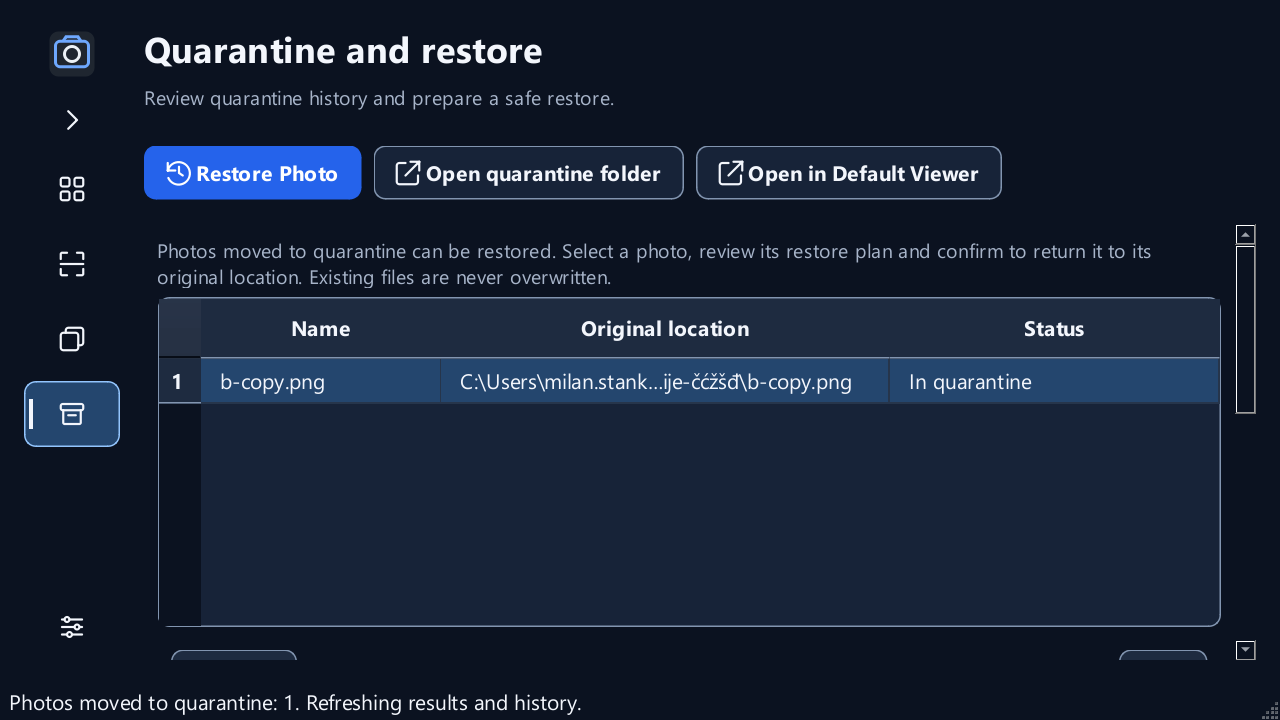 Quarantine and restore
Review quarantine history and prepare a safe restore.
Restore Photo
Open quarantine folder
Open in Default Viewer
Photos moved to quarantine can be restored. Select a photo, review its restore plan and confirm to return it to its
original location. Existing files are never overwritten.
Name Original location Status
1 b-copy.png C:\Users\milan.stank...ije-čćžšđ\b-copy.png In quarantine
Photos moved to quarantine: 1. Refreshing results and history.